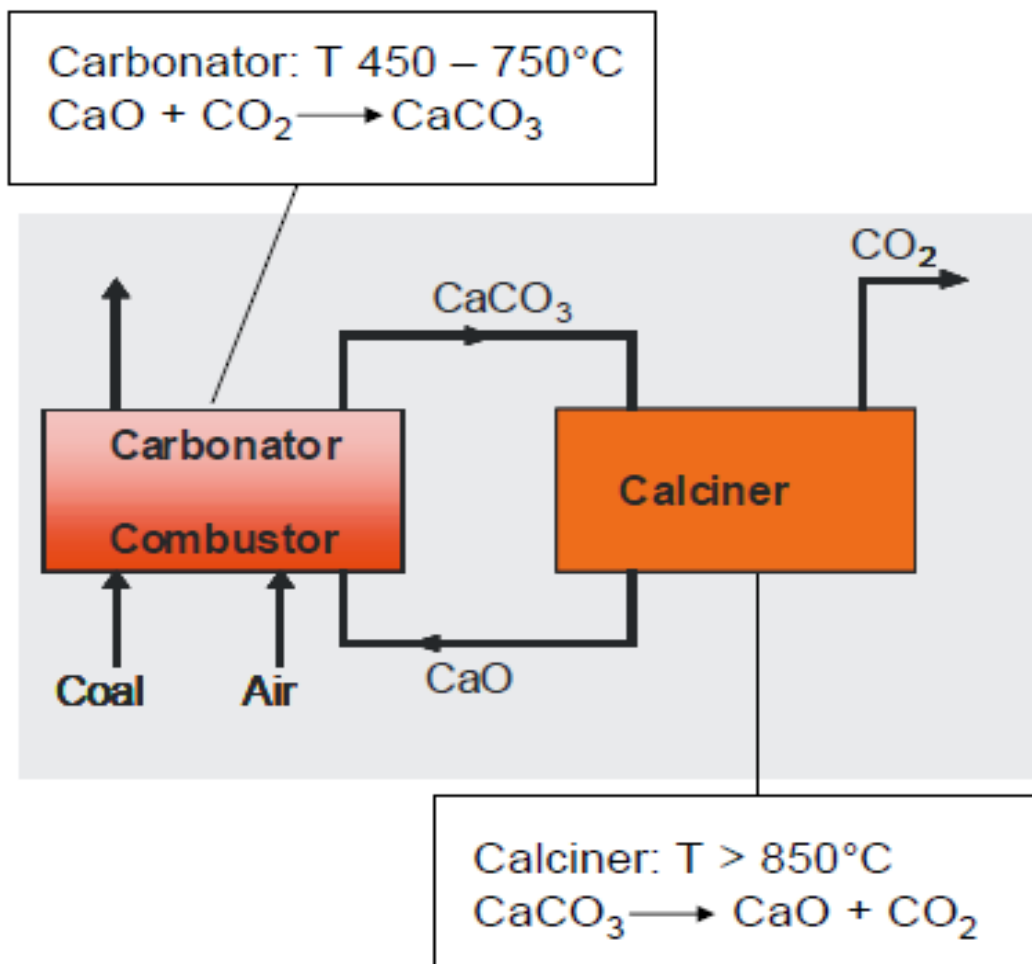 Carbonator: T 450 – 750°C
CaO + CO₂ → CaCO₃
CO₂
CaCO₃
Carbonator
Combustor
Calciner
CaO
Coal
Air
Calciner: T > 850°C
CaCO₃ → CaO + CO₂